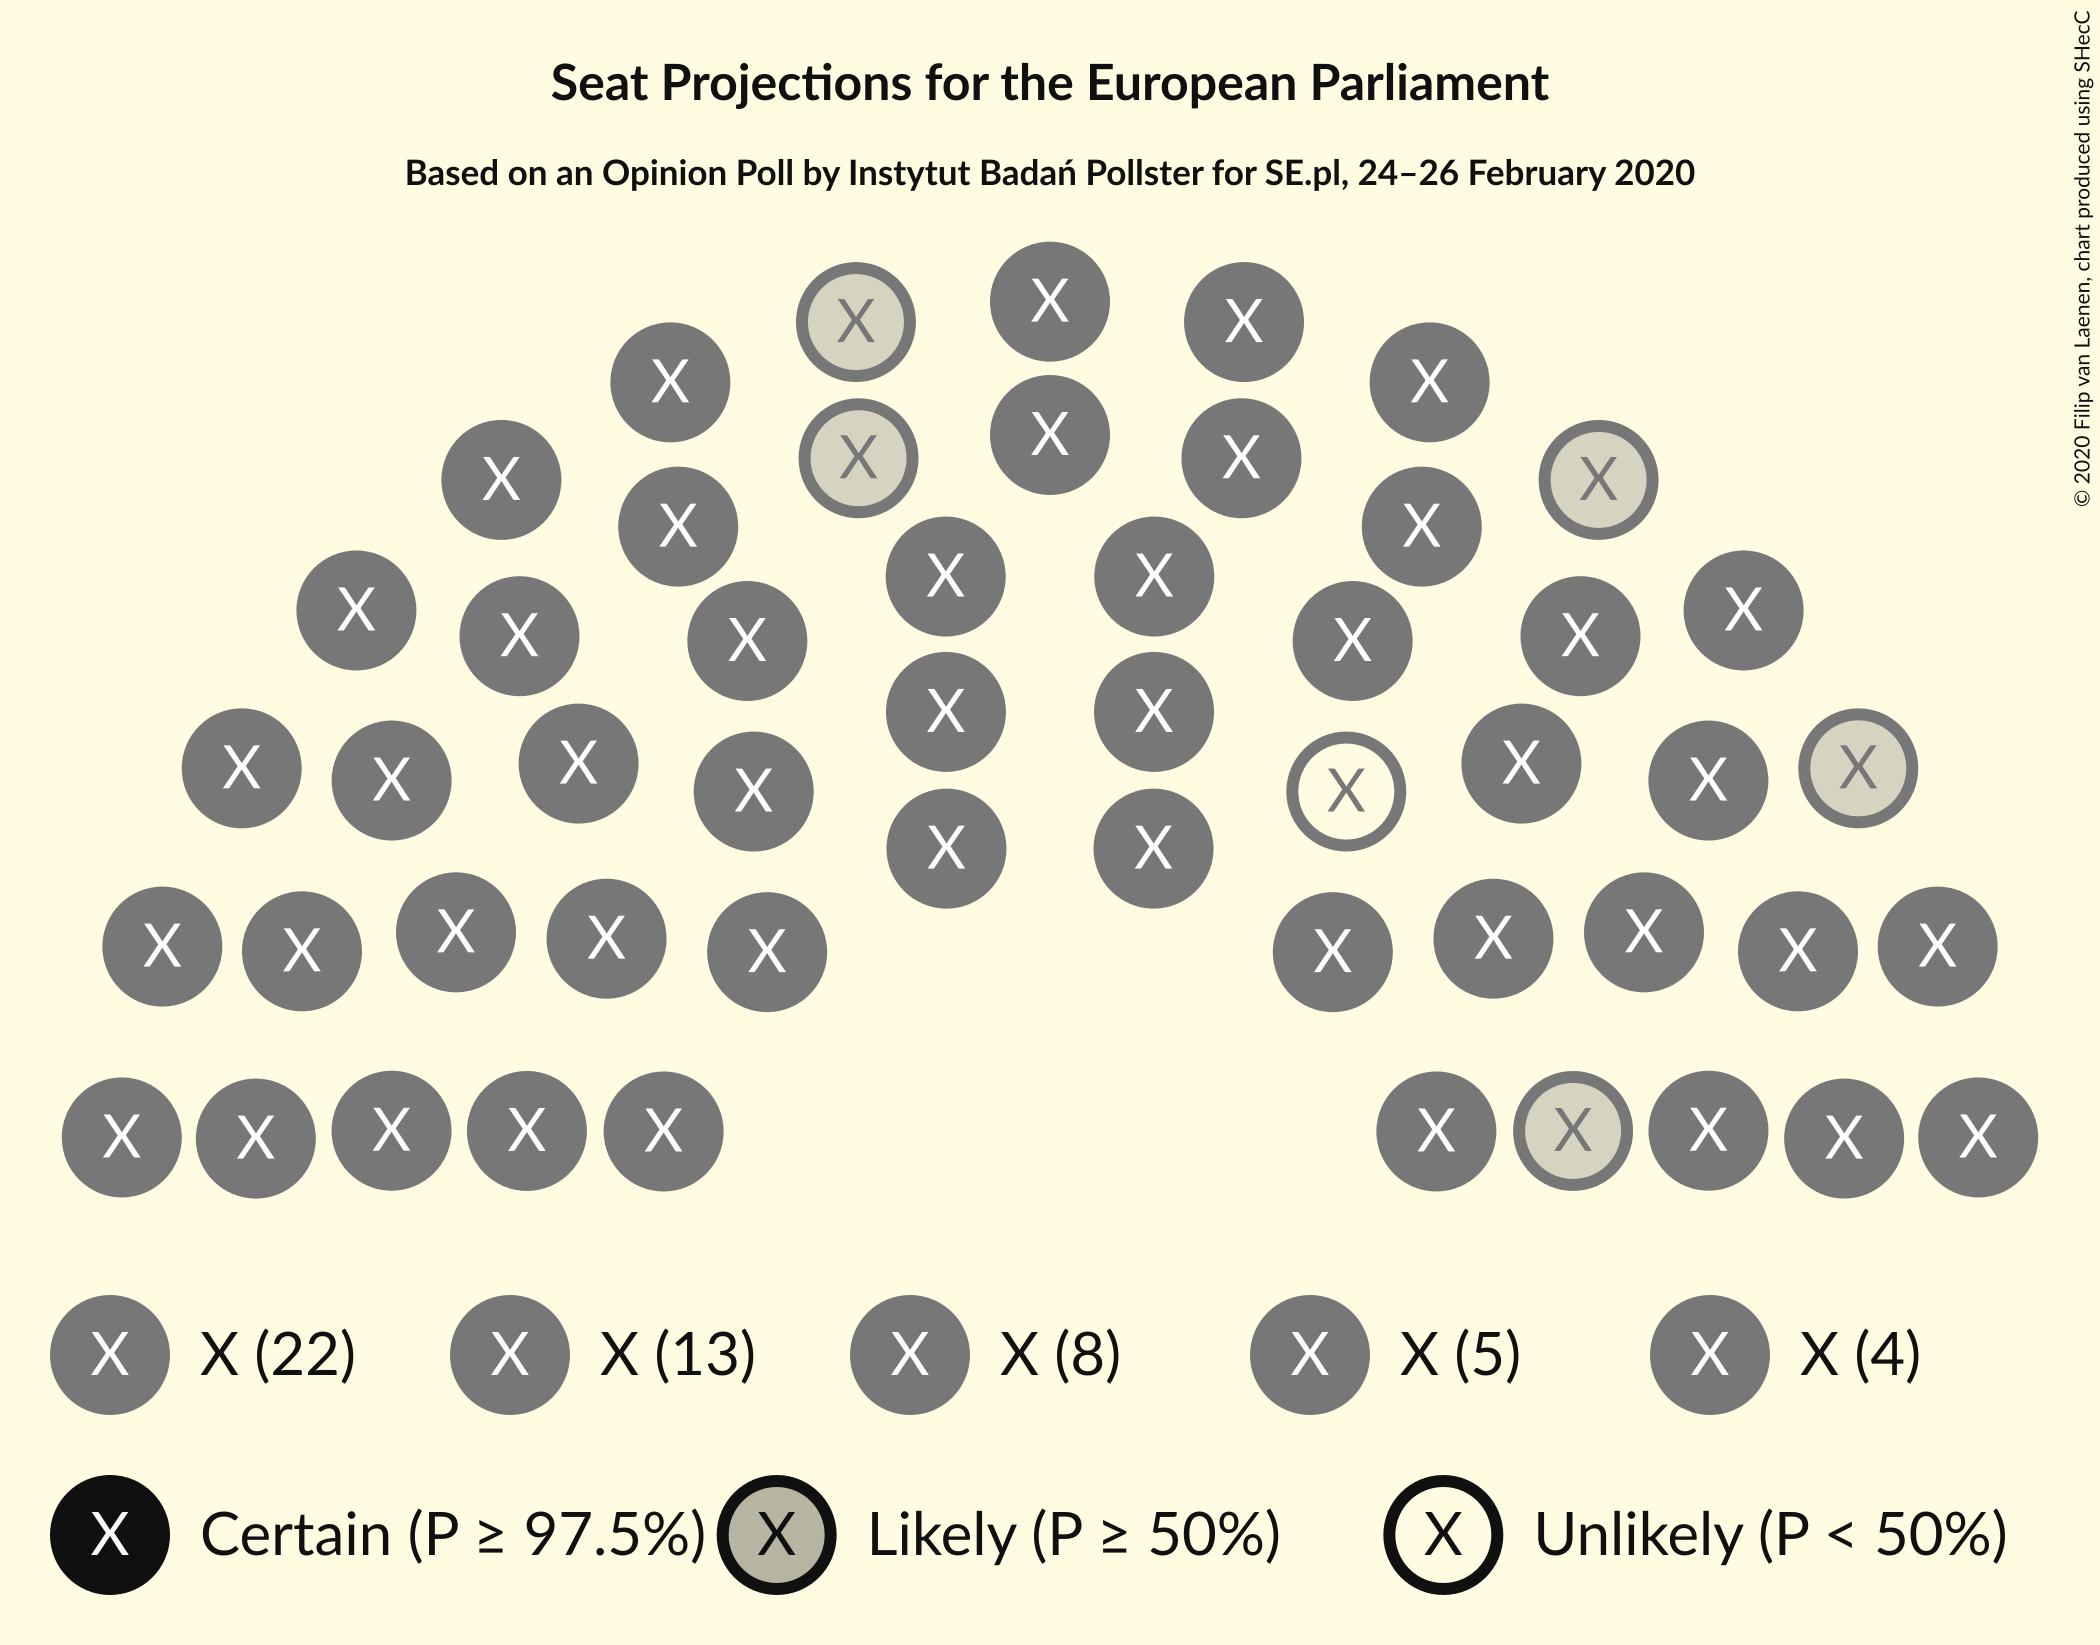 Seat Projections for the European Parliament
Based on an Opinion Poll by Instytut Badań Pollster for SE.pl, 24–26 February 2020
© 2020 Filip van Laenen, chart produced using SHecC
X
X X
X X
X
X X
X X
X X
X X
X X
X X
X X
X X
X X
X X
X X
X X X X
X X
X X
X X
X X X X X X X X X X
X X X X X X X X X X
X X (22) X X (13) X X (8) X X (5) X X (4)
X Certain (P ≥ 97.5%) X Likely (P ≥ 50%) X Unlikely (P < 50%)